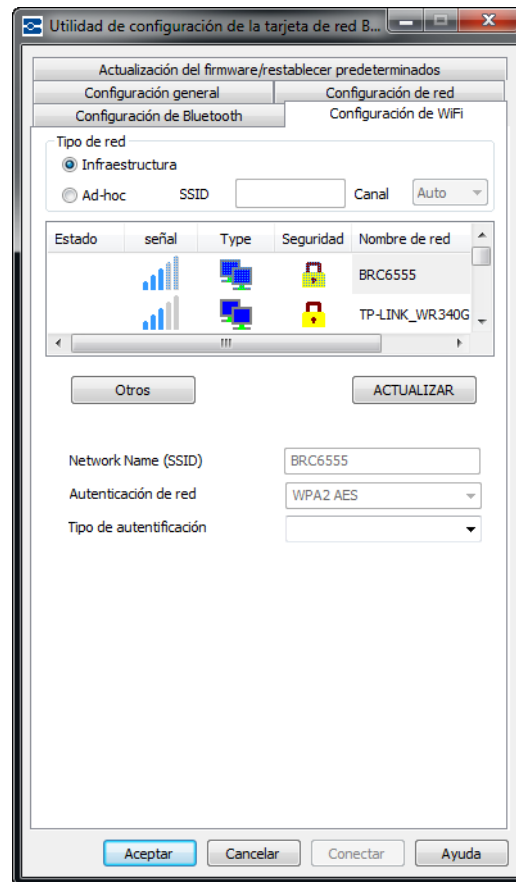 Utilidad de configuración de la tarjeta de red B...
Actualización del firmware/restablecer predeterminados
Configuración general Configuración de red
Configuración de Bluetooth Configuración de WiFi
Tipo de red
Infraestructura
Ad-hoc SSID Canal Auto
Estado señal Type Seguridad Nombre de red
BRC6555
TP-LINK_WR340G
Otros ACTUALIZAR
Network Name (SSID) BRC6555
Autenticación de red WPA2 AES
Tipo de autentificación
Aceptar Cancelar Conectar Ayuda